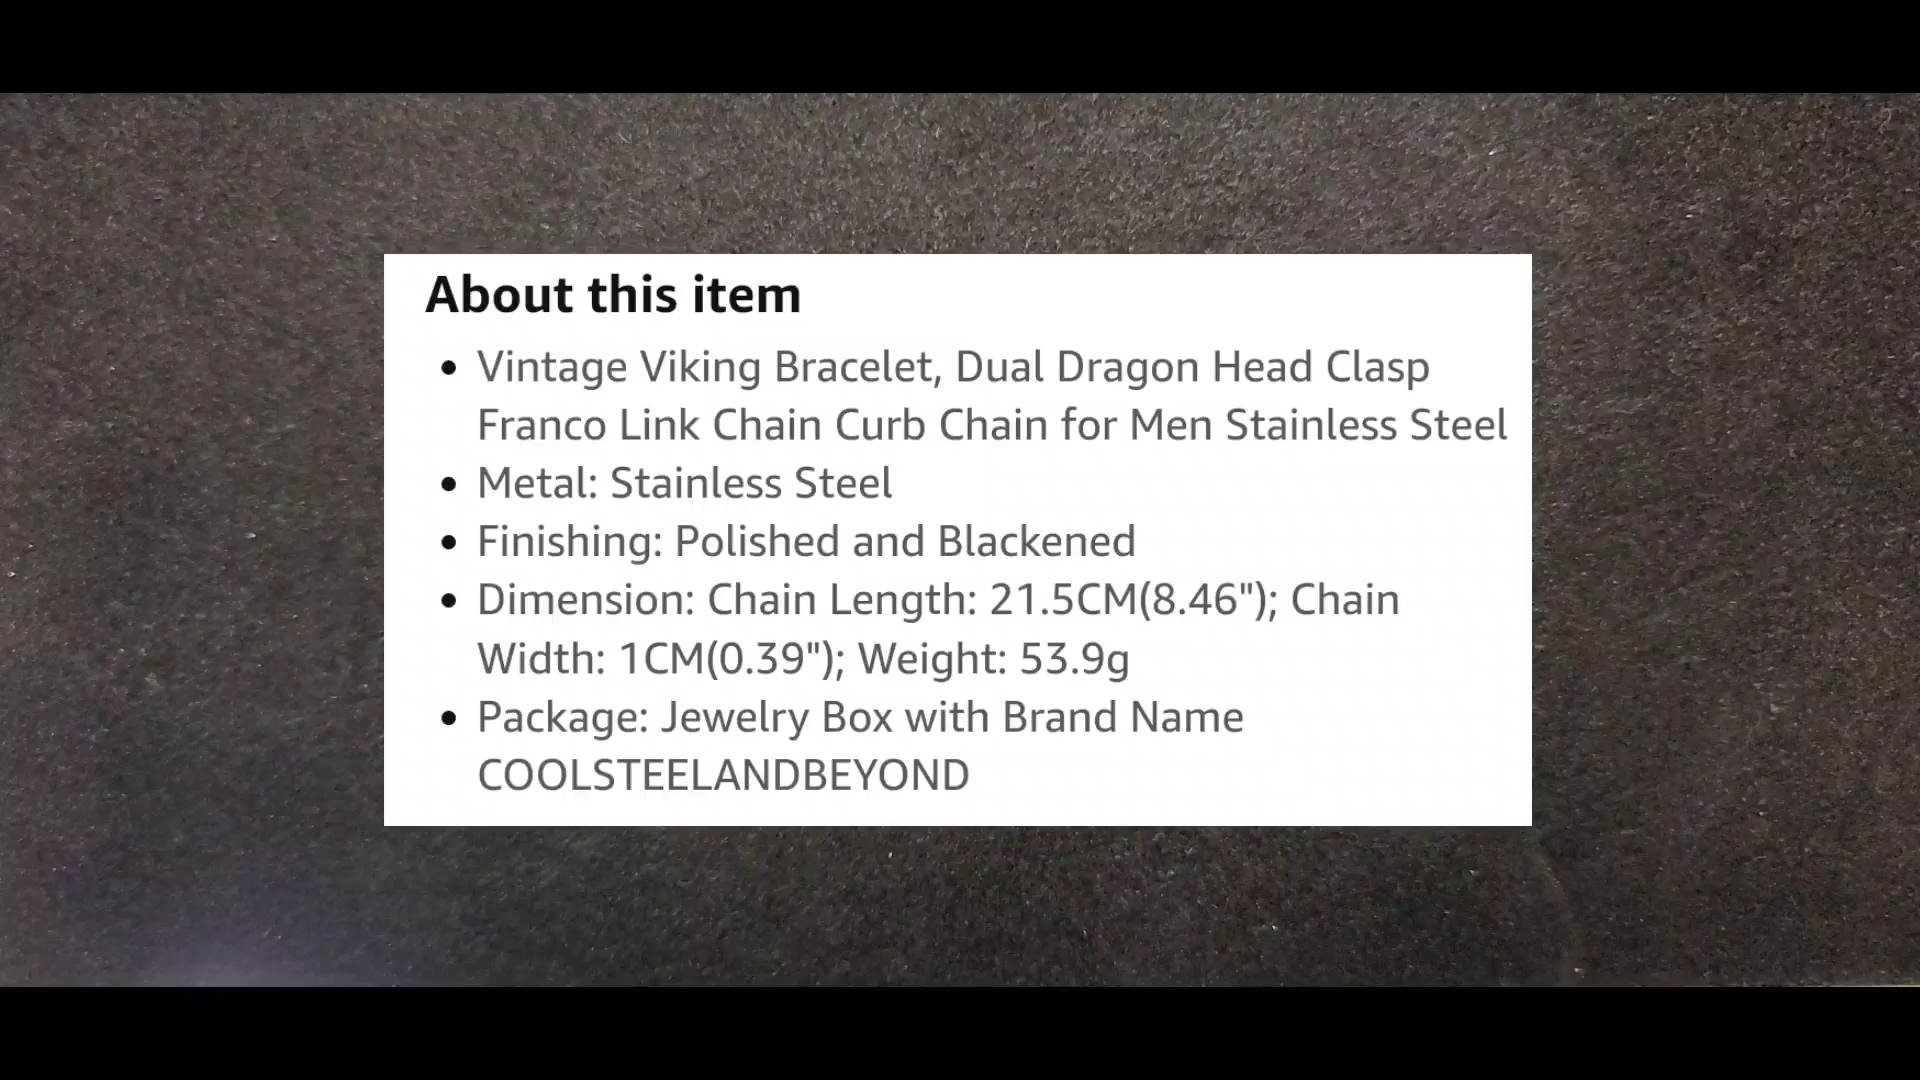 About this item
Vintage Viking Bracelet, Dual Dragon Head Clasp
Franco Link Chain Curb Chain for Men Stainless Steel
Metal: Stainless Steel
Finishing: Polished and Blackened
Dimension: Chain Length: 21.5CM(8.46"); Chain
Width: 1CM(0.39"); Weight: 53.9g
Package: Jewelry Box with Brand Name
COOLSTEELANDBEYOND